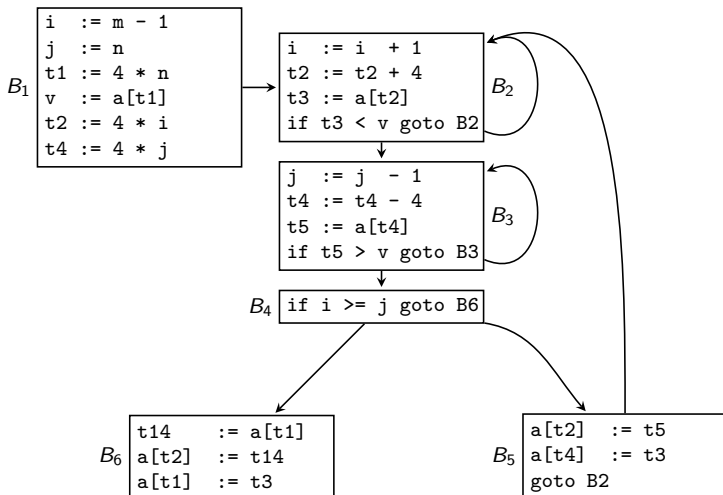 B1
i  := m - 1
j  := n
t1 := 4 * n
v  := a[t1]
t2 := 4 * i
t4 := 4 * j
i  := i  + 1
t2 := t2 + 4
t3 := a[t2]
if t3 < v goto B2
B2
j  := j  - 1
t4 := t4 - 4
t5 := a[t4]
if t5 > v goto B3
B3
B4
if i >= j goto B6
B6
t14    := a[t1]
a[t2]  := t14
a[t1]  := t3
B5
a[t2]  := t5
a[t4]  := t3
goto B2